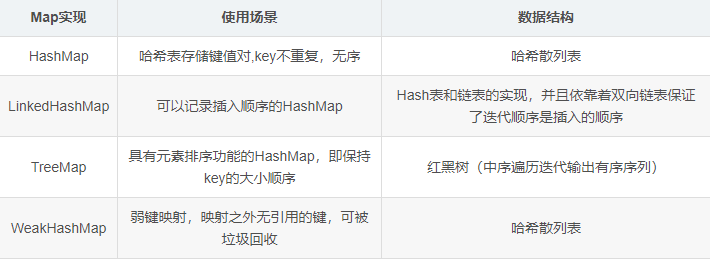 Map实现 使用场景 数据结构
HashMap 哈希表存储键值对,key不重复，无序 哈希散列表
LinkedHashMap 可以记录插入顺序的HashMap Hash表和链表的实现，并且依靠着双向链表保证
了迭代顺序是插入的顺序
TreeMap 具有元素排序功能的HashMap，即保持
key的大小顺序 红黑树（中序遍历迭代输出有序序列）
WeakHashMap 弱键映射，映射之外无引用的键，可被
垃圾回收 哈希散列表